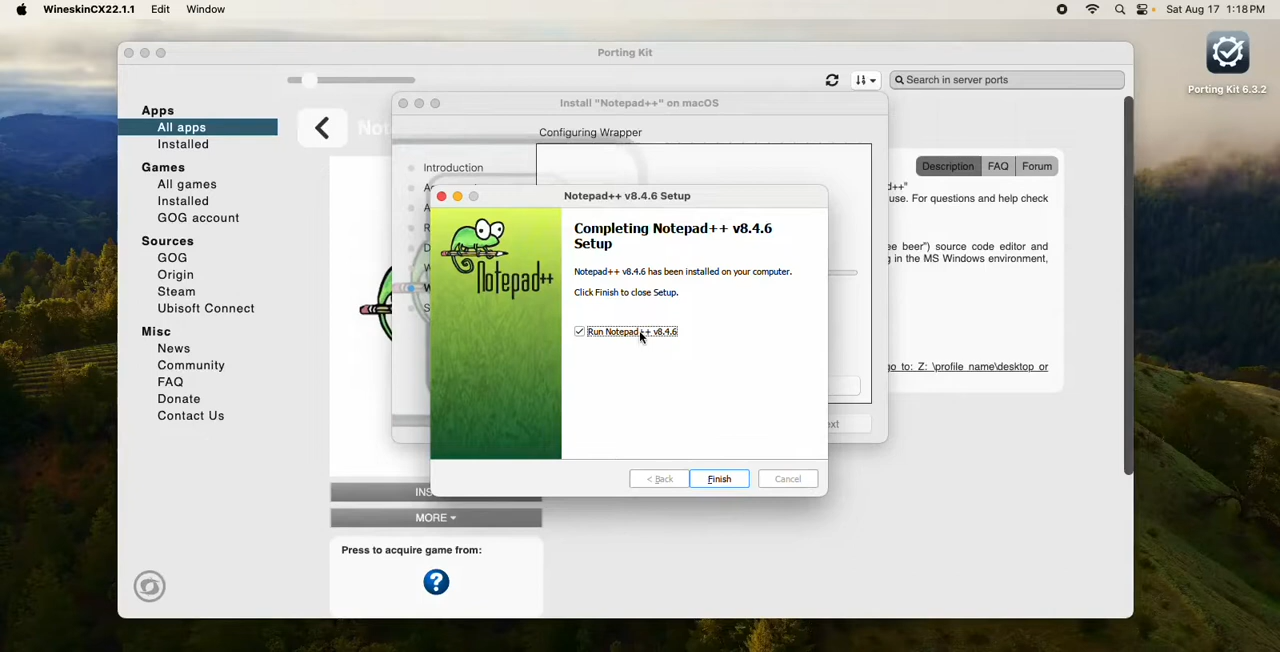 WineskinCX22.1.1 Edit Window
Sat Aug 17 1:18 PM
Porting Kit
Search in server ports
Porting Kit 6.3.2
Install "Notepad++" on macOS
Apps
All apps
Installed
Games
All games
Installed
GOG account
Sources
GOG
Origin
Steam
Ubisoft Connect
Misc
News
Community
FAQ
Donate
Contact Us
Configuring Wrapper
Introduction
Description FAQ Forum
use. For questions and help check
beer") source code editor and
in the MS Windows environment,
to: Z: \profile name\desktop or
Notepad++ v8.4.6 Setup
Notepad++
Completing Notepad++ v8.4.6
Setup
Notepad++ v8.4.6 has been installed on your computer.
Click Finish to close Setup.
Run Notepad++ v8.4.6
< Back Finish Cancel
MORE
Press to acquire game from:
?